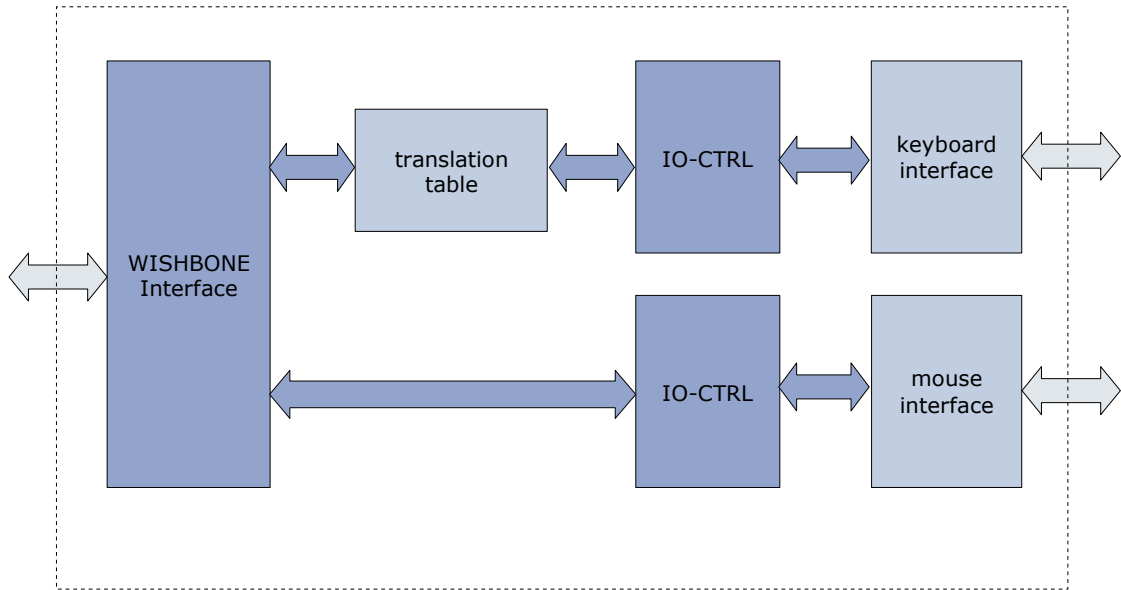 WISHBONE
Interface
translation
table
IO-CTRL
keyboard
interface
IO-CTRL
mouse
interface